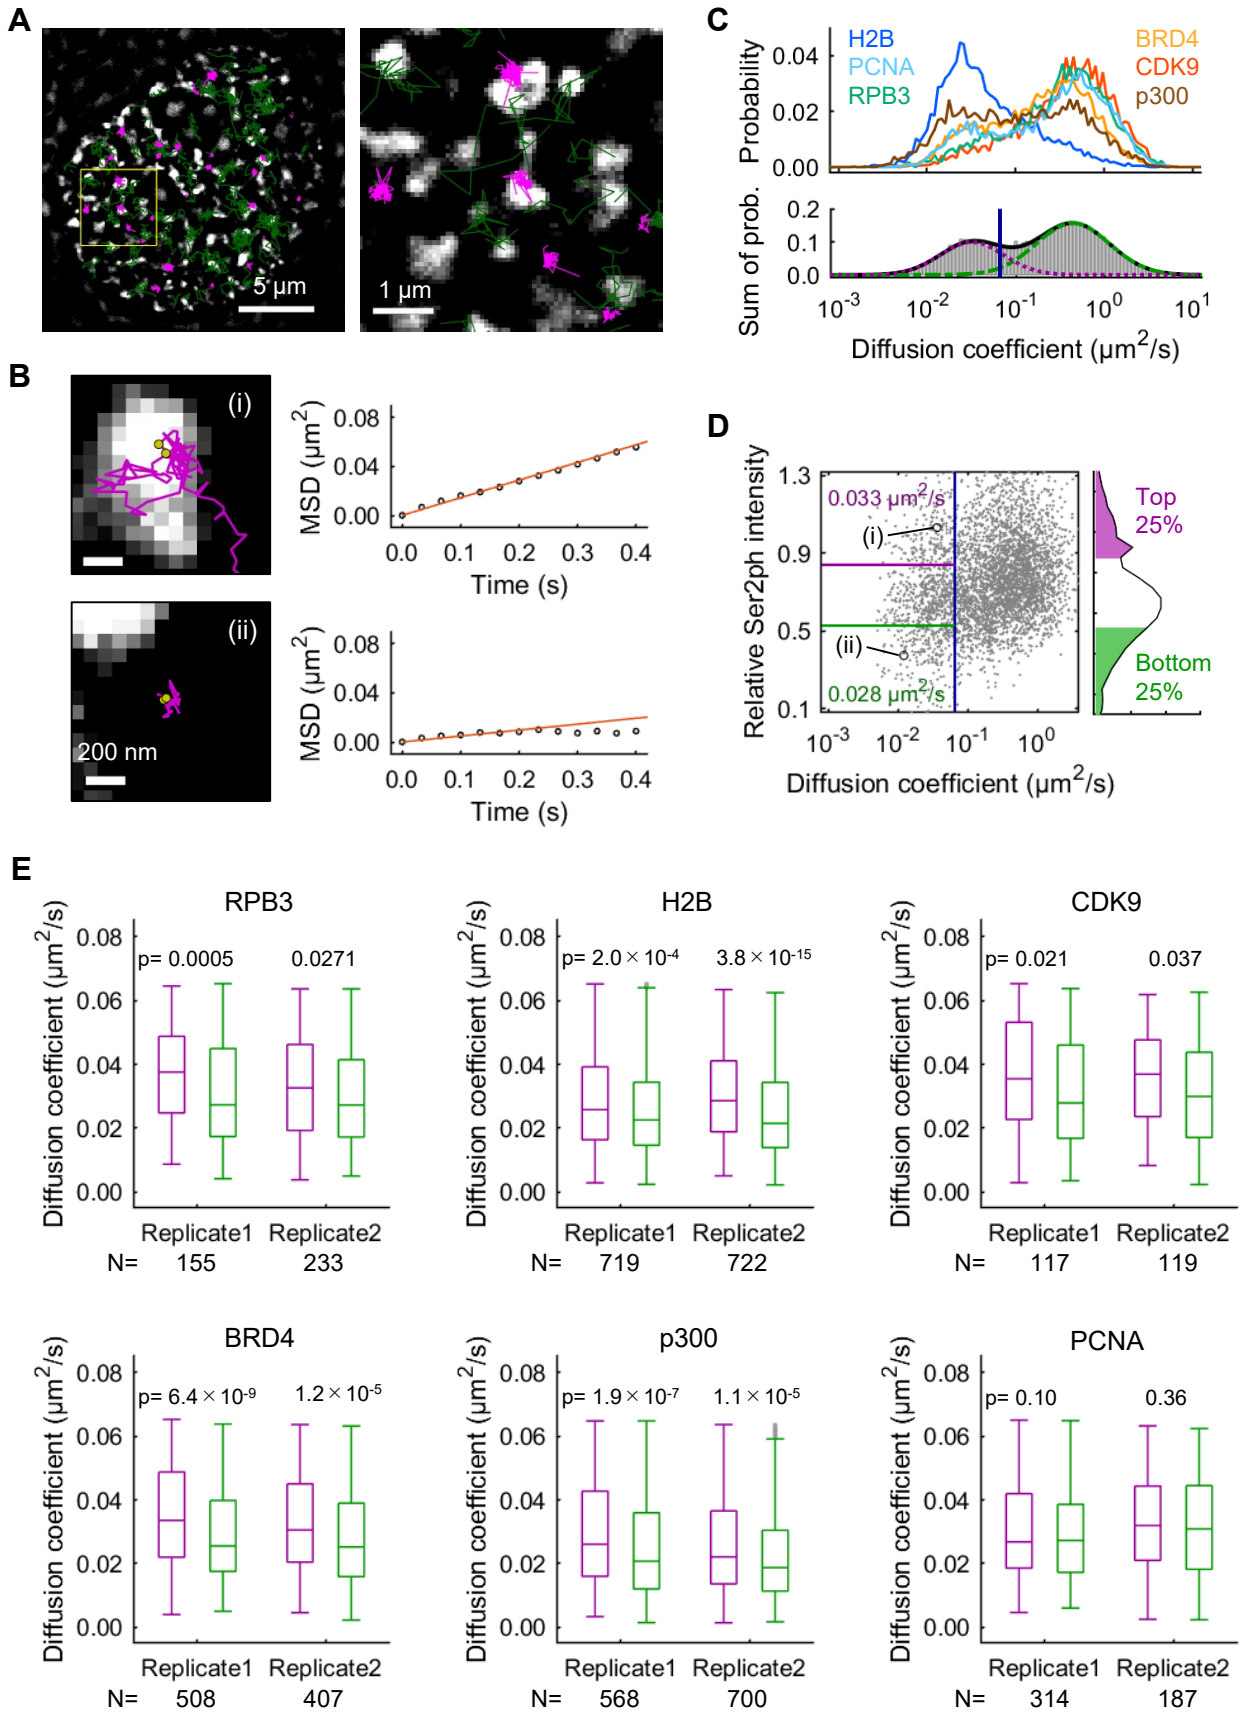 A
5 µm
1 µm
B
(i)
MSD (µm²)
0.08
0.04
0.00
0.0 0.1 0.2 0.3 0.4
Time (s)
(ii)
200 nm
MSD (µm²)
0.08
0.04
0.00
0.0 0.1 0.2 0.3 0.4
Time (s)
C
H2B
PCNA
RPB3
BRD4
CDK9
p300
Probability
0.04
0.02
0.00
Sum of prob.
0.2
0.1
0.0
10⁻³ 10⁻² 10⁻¹ 10⁰ 10¹
Diffusion coefficient (µm²/s)
D
Relative Ser2ph intensity
1.3
0.9
0.5
0.1
0.033 µm²/s
(i)
(ii)
0.028 µm²/s
10⁻³ 10⁻² 10⁻¹ 10⁰
Diffusion coefficient (µm²/s)
Top
25%
Bottom
25%
E
RPB3
Diffusion coefficient (µm²/s)
0.08
0.06
0.04
0.02
0.00
p= 0.0005 0.0271
Replicate1 Replicate2
N= 155 233
H2B
Diffusion coefficient (µm²/s)
0.08
0.06
0.04
0.02
0.00
p= 2.0 × 10⁻⁴ 3.8 × 10⁻¹⁵
Replicate1 Replicate2
N= 719 722
CDK9
Diffusion coefficient (µm²/s)
0.08
0.06
0.04
0.02
0.00
p= 0.021 0.037
Replicate1 Replicate2
N= 117 119
BRD4
Diffusion coefficient (µm²/s)
0.08
0.06
0.04
0.02
0.00
p= 6.4 × 10⁻⁹ 1.2 × 10⁻⁵
Replicate1 Replicate2
N= 508 407
p300
Diffusion coefficient (µm²/s)
0.08
0.06
0.04
0.02
0.00
p= 1.9 × 10⁻⁷ 1.1 × 10⁻⁵
Replicate1 Replicate2
N= 568 700
PCNA
Diffusion coefficient (µm²/s)
0.08
0.06
0.04
0.02
0.00
p= 0.10 0.36
Replicate1 Replicate2
N= 314 187